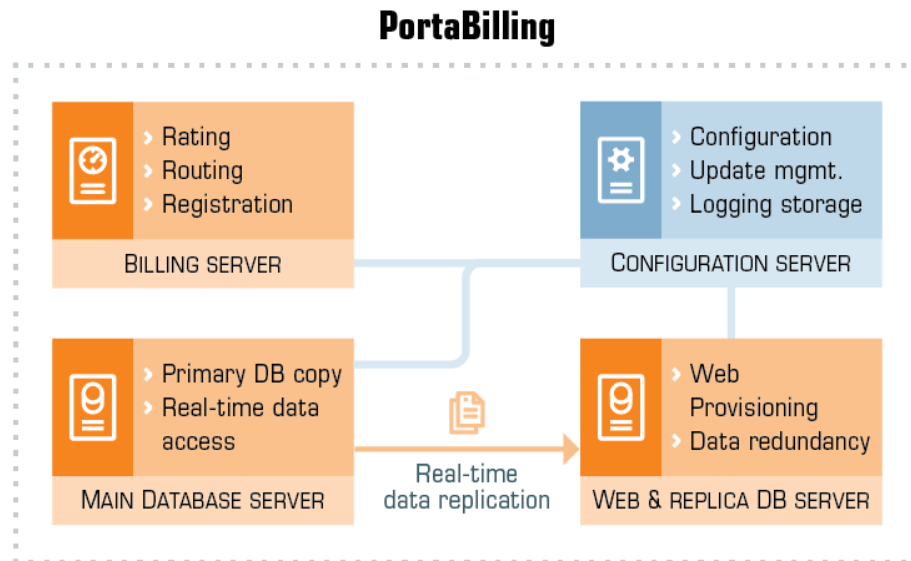 PortaBilling
Rating
Routing
Registration
BILLING SERVER
Configuration
Update mgmt.
Logging storage
CONFIGURATION SERVER
Primary DB copy
Real-time data
access
MAIN DATABASE SERVER
Real-time
data replication
Web
Provisioning
Data redundancy
WEB & REPLICA DB SERVER